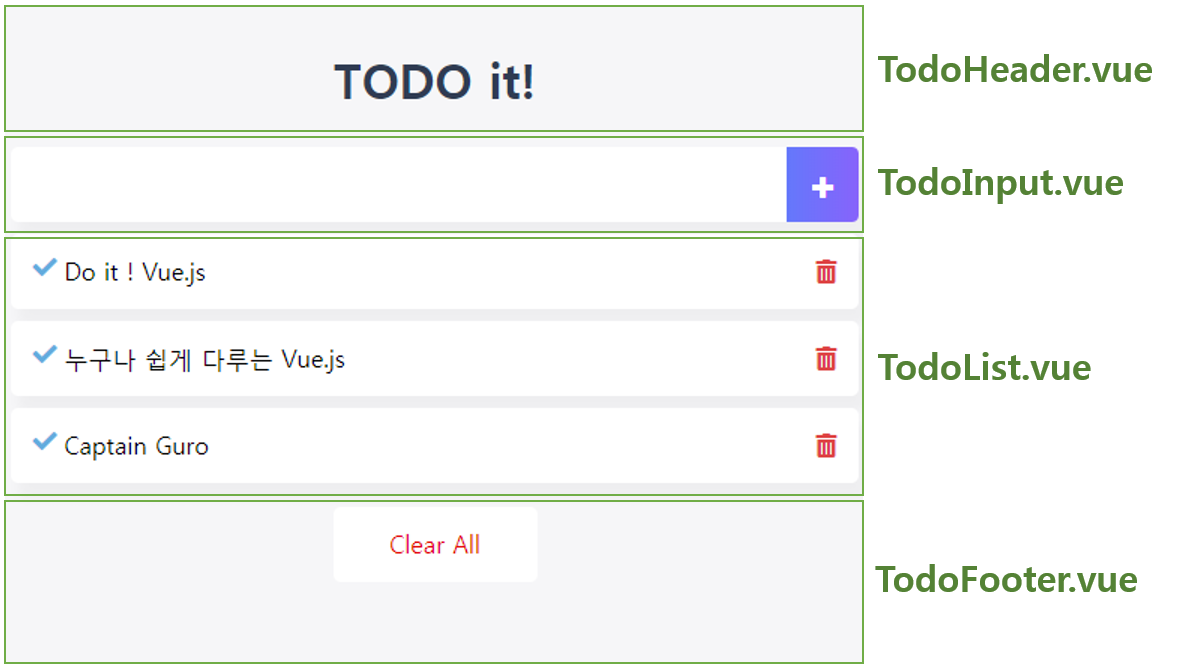 TODO it!
TodoHeader.vue
TodoInput.vue
Do it ! Vue.js
누구나 쉽게 다루는 Vue.js
Captain Guro
TodoList.vue
Clear All
TodoFooter.vue